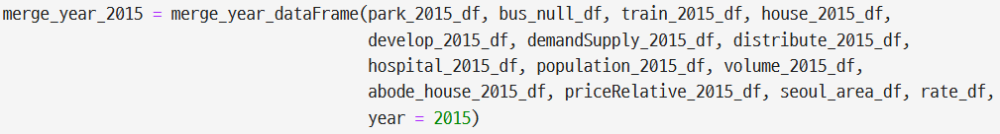 merge_year_2015 = merge_year_dataFrame(park_2015_df, bus_null_df, train_2015_df, house_2015_df,
develop_2015_df, demandSupply_2015_df, distribute_2015_df,
hospital_2015_df, population_2015_df, volume_2015_df,
abode_house_2015_df, priceRelative_2015_df, seoul_area_df, rate_df,
year = 2015)